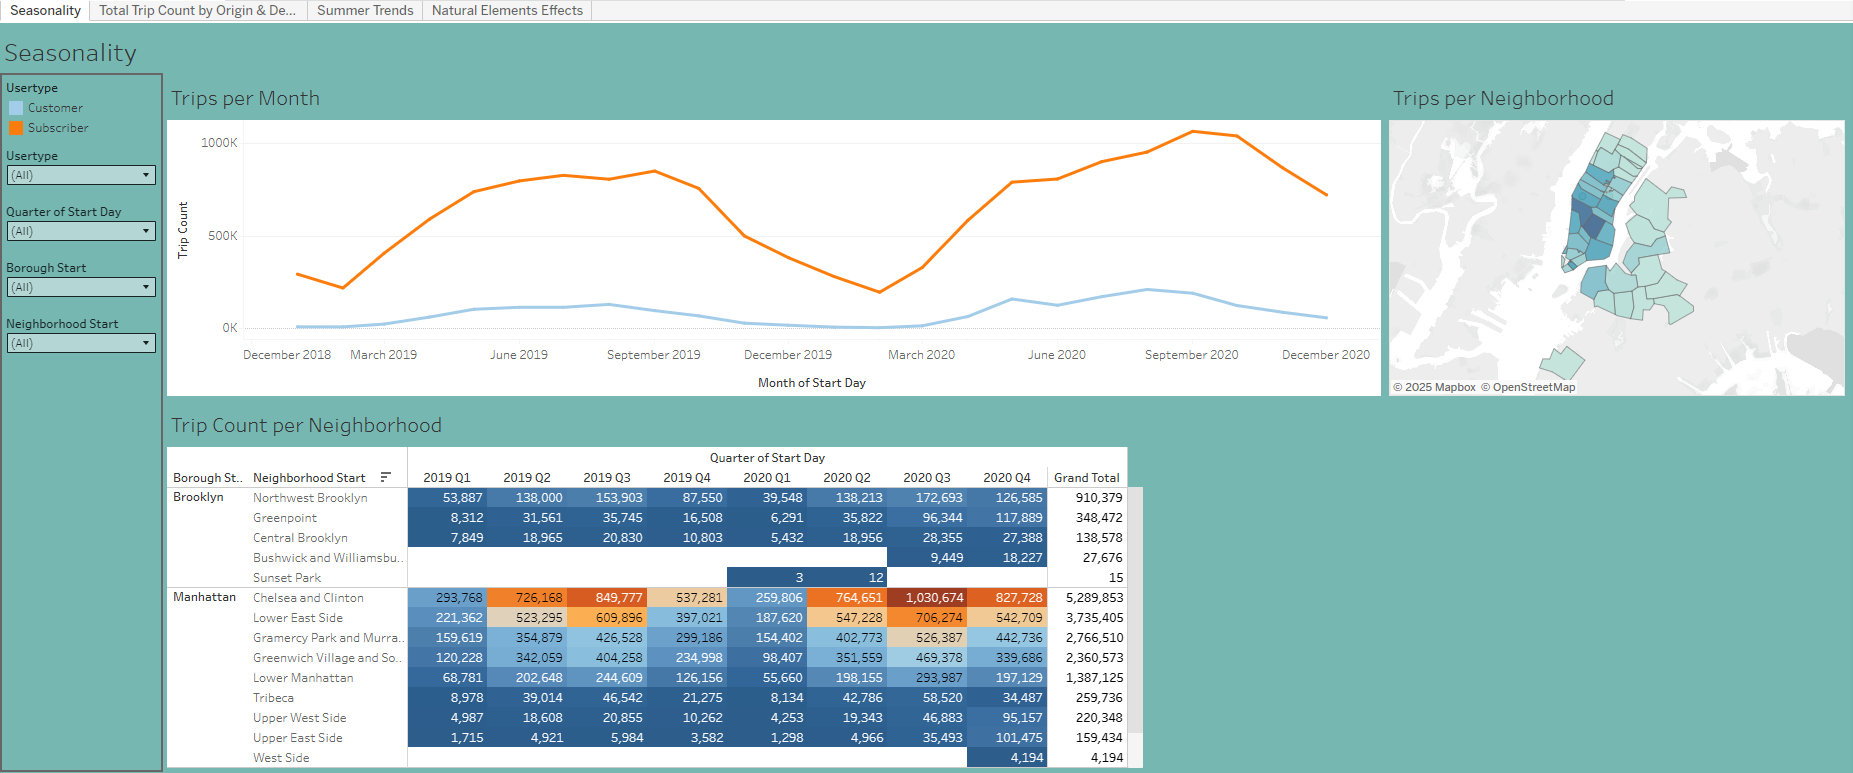 Seasonality	Total Trip Count by Origin & De...	Summer Trends	Natural Elements Effects
Seasonality
Usertype
Customer
Subscriber
Usertype
(All)
Quarter of Start Day
(All)
Borough Start
(All)
Neighborhood Start
(All)
Trips per Month
Trip Count
1000K
500K
0K
December 2018	March 2019	June 2019	September 2019	December 2019	March 2020	June 2020	September 2020	December 2020
Month of Start Day
Trips per Neighborhood
© 2025 Mapbox © OpenStreetMap
Trip Count per Neighborhood
Quarter of Start Day
Borough St..	Neighborhood Start	2019 Q1	2019 Q2	2019 Q3	2019 Q4	2020 Q1	2020 Q2	2020 Q3	2020 Q4	Grand Total
Brooklyn	Northwest Brooklyn	53,887	138,000	153,903	87,550	39,548	138,213	172,693	126,585	910,379
Greenpoint	8,312	31,561	35,745	16,508	6,291	35,822	96,344	117,889	348,472
Central Brooklyn	7,849	18,965	20,830	10,803	5,432	18,956	28,355	27,388	138,578
Bushwick and Williamsbu..	9,449	18,227	27,676
Sunset Park	3	12	15
Manhattan	Chelsea and Clinton	293,768	726,168	849,777	537,281	259,806	764,651	1,030,674	827,728	5,289,853
Lower East Side	221,362	523,295	609,896	397,021	187,620	547,228	706,274	542,709	3,735,405
Gramercy Park and Murra..	159,619	354,879	426,528	299,186	154,402	402,773	526,387	442,736	2,766,510
Greenwich Village and So..	120,228	342,059	404,258	234,998	98,407	351,559	469,378	339,686	2,360,573
Lower Manhattan	68,781	202,648	244,609	126,156	55,660	198,155	293,987	197,129	1,387,125
Tribeca	8,978	39,014	46,542	21,275	8,134	42,786	58,520	34,487	259,736
Upper West Side	4,987	18,608	20,855	10,262	4,253	19,343	46,883	95,157	220,348
Upper East Side	1,715	4,921	5,984	3,582	1,298	4,966	35,493	101,475	159,434
West Side	4,194	4,194